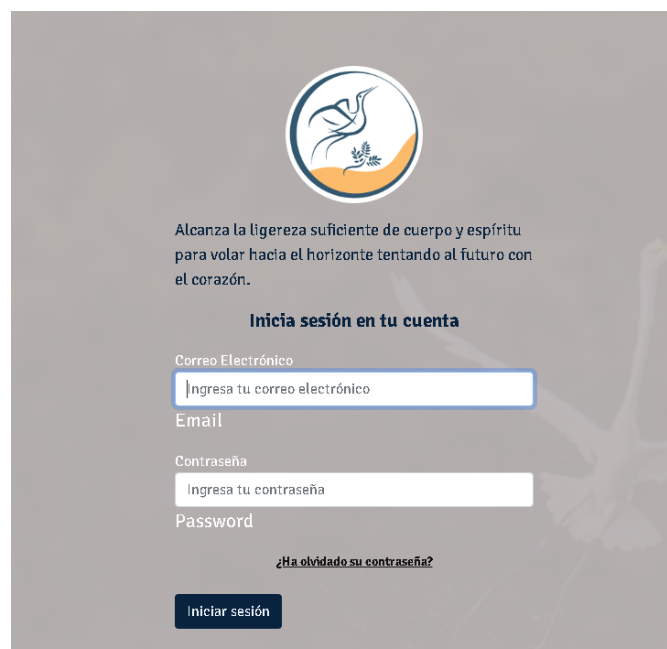 Alcanza la ligereza suficiente de cuerpo y espíritu
para volar hacia el horizonte tentando al futuro con
el corazón.
Inicia sesión en tu cuenta
Correo Electrónico
Ingresa tu correo electrónico
Email
Contraseña
Ingresa tu contraseña
Password
¿Ha olvidado su contraseña?
Iniciar sesión